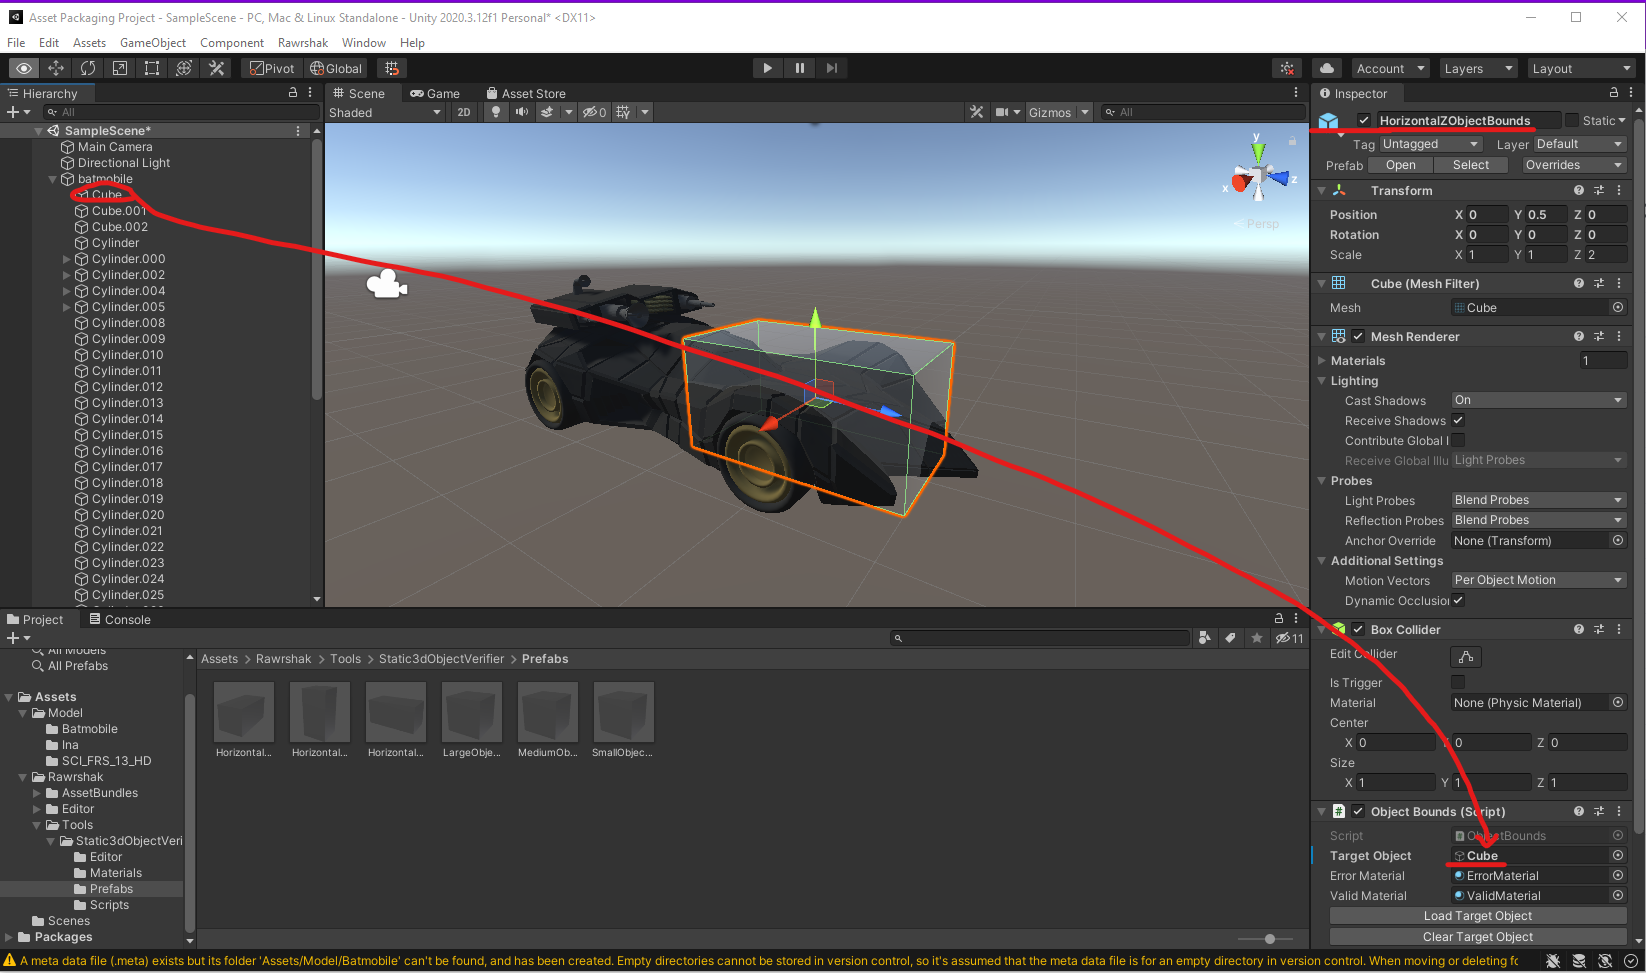 Asset Packaging Project - SampleScene - PC, Mac & Linux Standalone - Unity 2020.3.12f1 Personal* <DX11>
File Edit Assets GameObject Component Rawrshak Window Help
Pivot Global Account Layers Layout
Hierarchy
All
SampleScene*
Main Camera
Directional Light
batmobile
Cube
Cube.001
Cube.002
Cylinder
Cylinder.000
Cylinder.002
Cylinder.004
Cylinder.005
Cylinder.008
Cylinder.009
Cylinder.010
Cylinder.011
Cylinder.012
Cylinder.013
Cylinder.014
Cylinder.015
Cylinder.016
Cylinder.017
Cylinder.018
Cylinder.019
Cylinder.020
Cylinder.021
Cylinder.022
Cylinder.023
Cylinder.024
Cylinder.025
Scene Game Asset Store
Shaded 2D 0 Gizmos All
y
x z
Persp
Project Console
11
All Models
All Prefabs
Assets
Model
Batmobile
Ina
SCI_FRS_13_HD
Rawrshak
AssetBundles
Editor
Tools
Static3dObjectVeri
Editor
Materials
Prefabs
Scripts
Scenes
Packages
Assets > Rawrshak > Tools > Static3dObjectVerifier > Prefabs
Horizontal... Horizontal... Horizontal... LargeObje... MediumOb... SmallObjec...
Inspector
HorizontalZObjectBounds Static
Tag Untagged Layer Default
Prefab Open Select Overrides
Transform
Position X 0 Y 0.5 Z 0
Rotation X 0 Y 0 Z 0
Scale X 1 Y 1 Z 2
Cube (Mesh Filter)
Mesh Cube
Mesh Renderer
Materials 1
Lighting
Cast Shadows On
Receive Shadows
Contribute Global I
Receive Global Illu Light Probes
Probes
Light Probes Blend Probes
Reflection Probes Blend Probes
Anchor Override None (Transform)
Additional Settings
Motion Vectors Per Object Motion
Dynamic Occlusion
Box Collider
Edit Collider
Is Trigger
Material None (Physic Material)
Center
X 0 Y 0 Z 0
Size
X 1 Y 1 Z 1
# Object Bounds (Script)
Script ObjectBounds
Target Object Cube
Error Material ErrorMaterial
Valid Material ValidMaterial
Load Target Object
Clear Target Object
A meta data file (.meta) exists but its folder 'Assets/Model/Batmobile' can't be found, and has been created. Empty directories cannot be stored in version control, so it's assumed that the meta data file is for an empty directory in version control. When moving or deleting fo